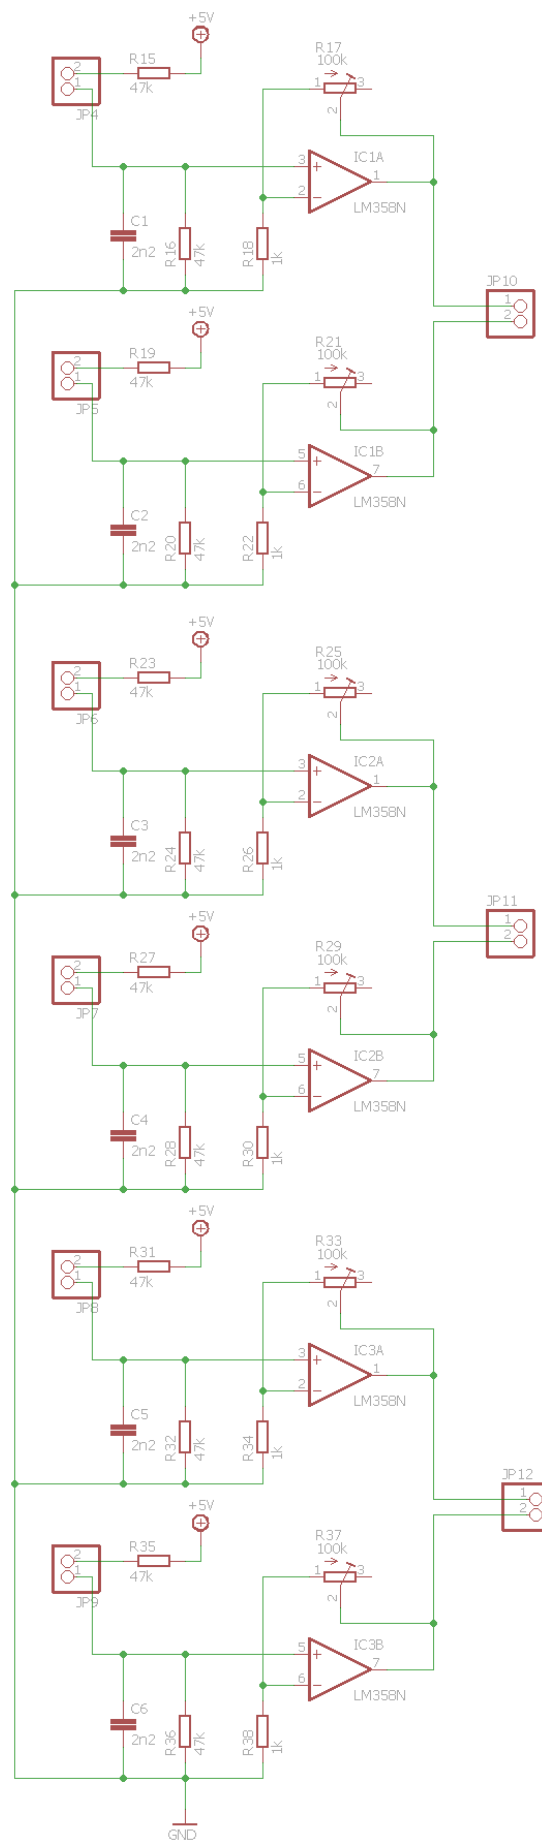 +5V
R15
47k
2
1
JP4
R17
100k
1
3
2
IC1A
3
+
1
2
−
LM358N
C1
2n2
R16
47k
R18
1k
JP10
1
2
+5V
R19
47k
2
1
JP5
R21
100k
1
3
2
IC1B
5
+
7
6
−
LM358N
C2
2n2
R20
47k
R22
1k
+5V
R23
47k
2
1
JP6
R25
100k
1
3
2
IC2A
3
+
1
2
−
LM358N
C3
2n2
R24
47k
R26
1k
JP11
1
2
+5V
R27
47k
2
1
JP7
R29
100k
1
3
2
IC2B
5
+
7
6
−
LM358N
C4
2n2
R28
47k
R30
1k
+5V
R31
47k
2
1
JP8
R33
100k
1
3
2
IC3A
3
+
1
2
−
LM358N
C5
2n2
R32
47k
R34
1k
JP12
1
2
+5V
R35
47k
2
1
JP9
R37
100k
1
3
2
IC3B
5
+
7
6
−
LM358N
C6
2n2
R36
47k
R38
1k
GND